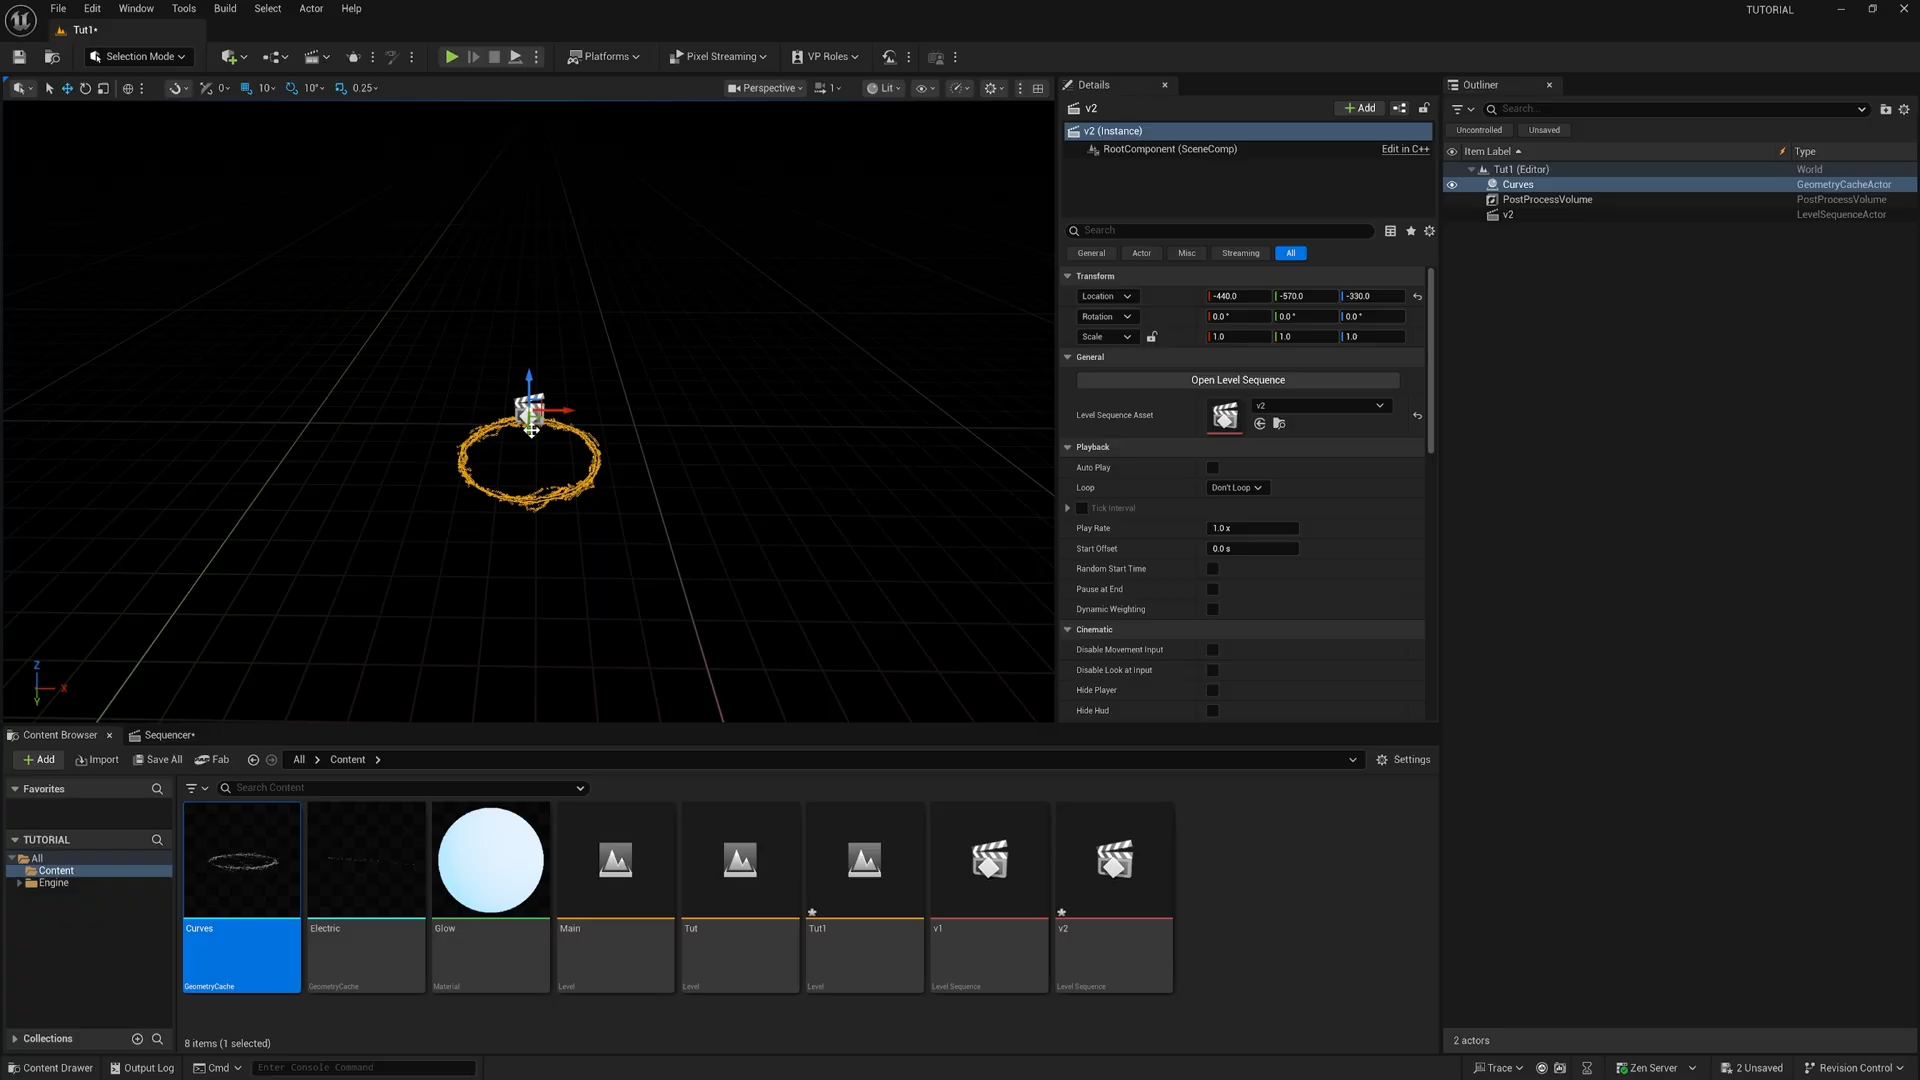 File Edit Window Tools Build Select Actor Help
TUTORIAL
Tut1*
Selection Mode
Platforms
Pixel Streaming
VP Roles
0
10
10°
0.25
Perspective
1
Lit
Z
X
Y
Details
v2
Add
v2 (Instance)
RootComponent (SceneComp)
Edit in C++
Search
General Actor Misc Streaming All
Transform
Location -440.0 -570.0 -330.0
Rotation 0.0 ° 0.0 ° 0.0 °
Scale 1.0 1.0 1.0
General
Open Level Sequence
Level Sequence Asset
v2
Playback
Auto Play
Loop Don't Loop
Tick Interval
Play Rate 1.0 x
Start Offset 0.0 s
Random Start Time
Pause at End
Dynamic Weighting
Cinematic
Disable Movement Input
Disable Look at Input
Hide Player
Hide Hud
Outliner
Search...
Uncontrolled Unsaved
Item Label Type
Tut1 (Editor) World
Curves GeometryCacheActor
PostProcessVolume PostProcessVolume
v2 LevelSequenceActor
2 actors
Content Browser Sequencer*
Add Import Save All Fab All Content Settings
Favorites
Search Content
TUTORIAL
All
Content
Engine
Collections
Curves
GeometryCache
Electric
GeometryCache
Glow
Material
Main
Level
Tut
Level
Tut1
Level
v1
Level Sequence
v2
Level Sequence
8 items (1 selected)
Content Drawer Output Log Cmd Enter Console Command
Trace Zen Server 2 Unsaved Revision Control